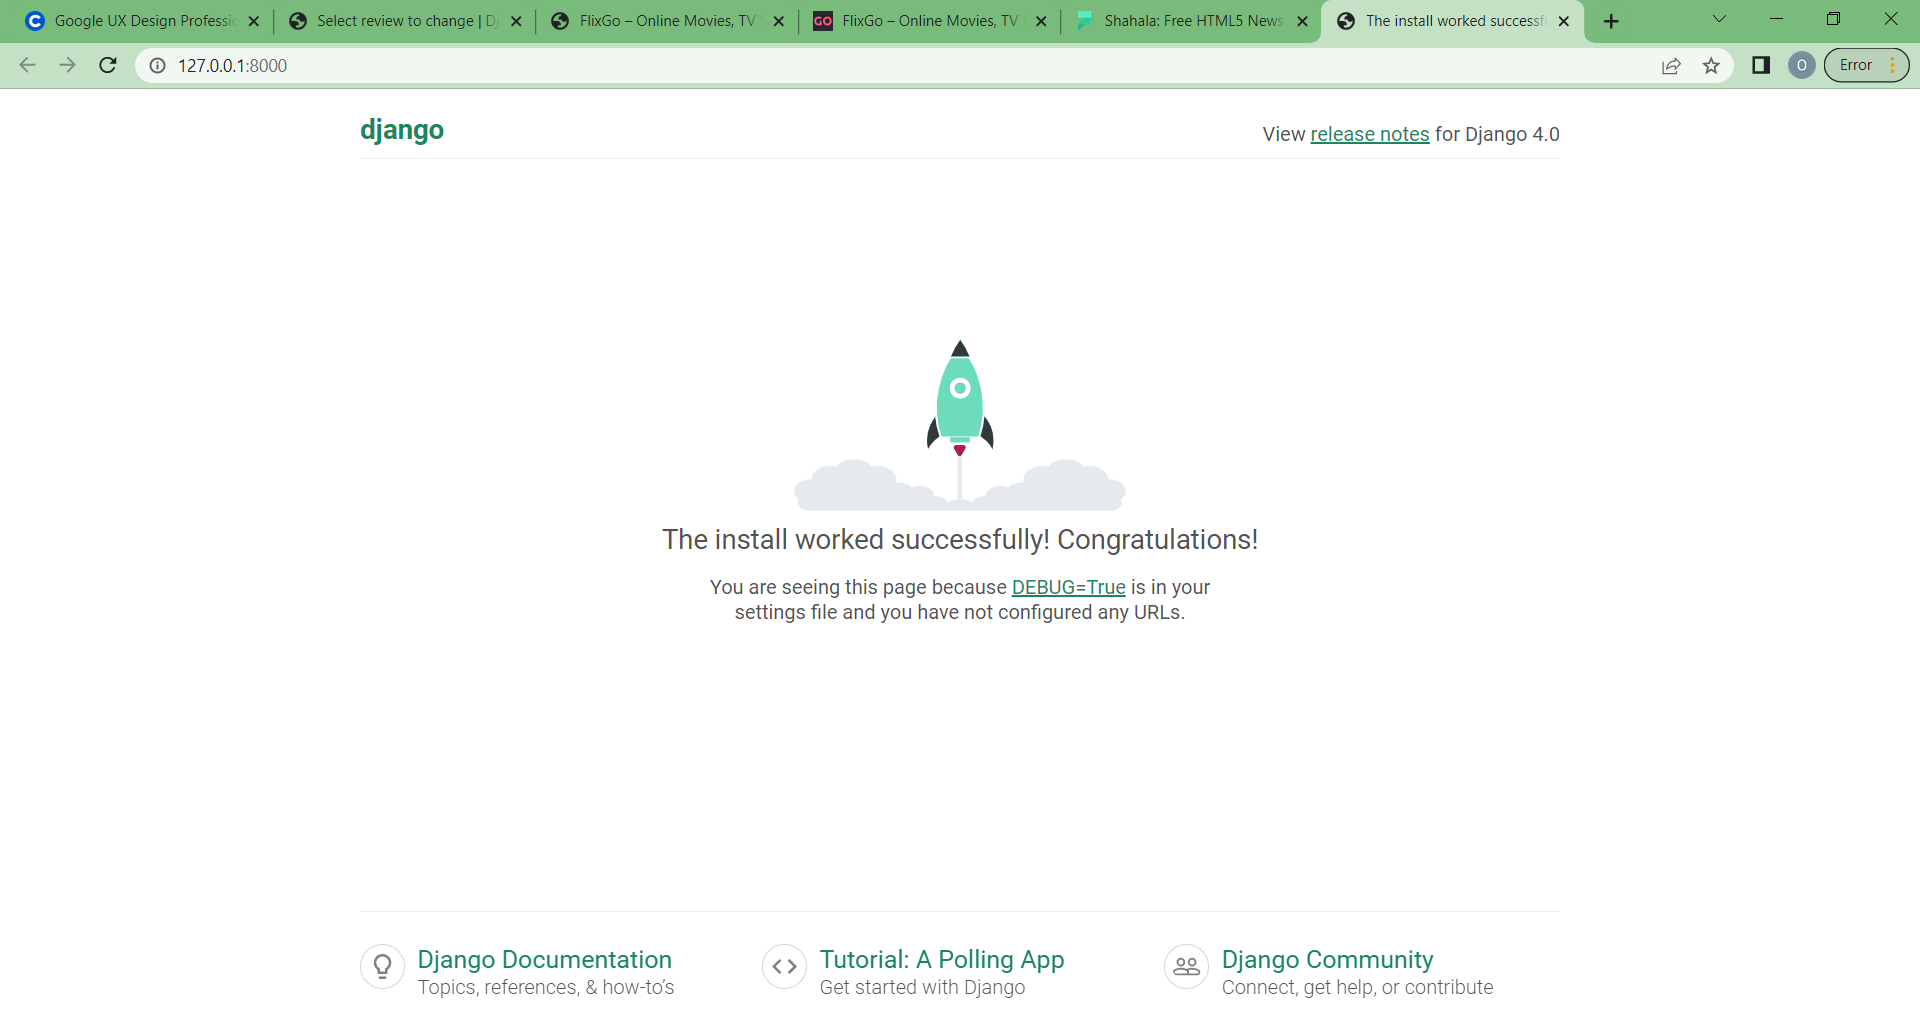 Google UX Design Professi
Select review to change | Dj
FlixGo – Online Movies, TV
GO
FlixGo – Online Movies, TV
Shahala: Free HTML5 News
The install worked successf
127.0.0.1:8000
O
Error
django
View release notes for Django 4.0
The install worked successfully! Congratulations!
You are seeing this page because DEBUG=True is in your
settings file and you have not configured any URLs.
Django Documentation
Topics, references, & how-to's
Tutorial: A Polling App
Get started with Django
Django Community
Connect, get help, or contribute